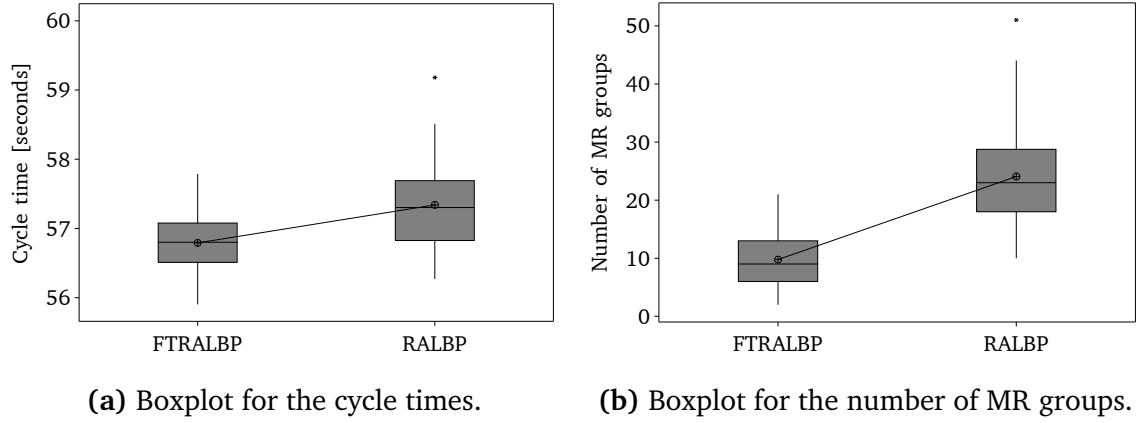 Cycle time [seconds]
60
59
58
57
56
FTRALBP RALBP
(a) Boxplot for the cycle times.
Number of MR groups
50
40
30
20
10
0
FTRALBP RALBP
(b) Boxplot for the number of MR groups.